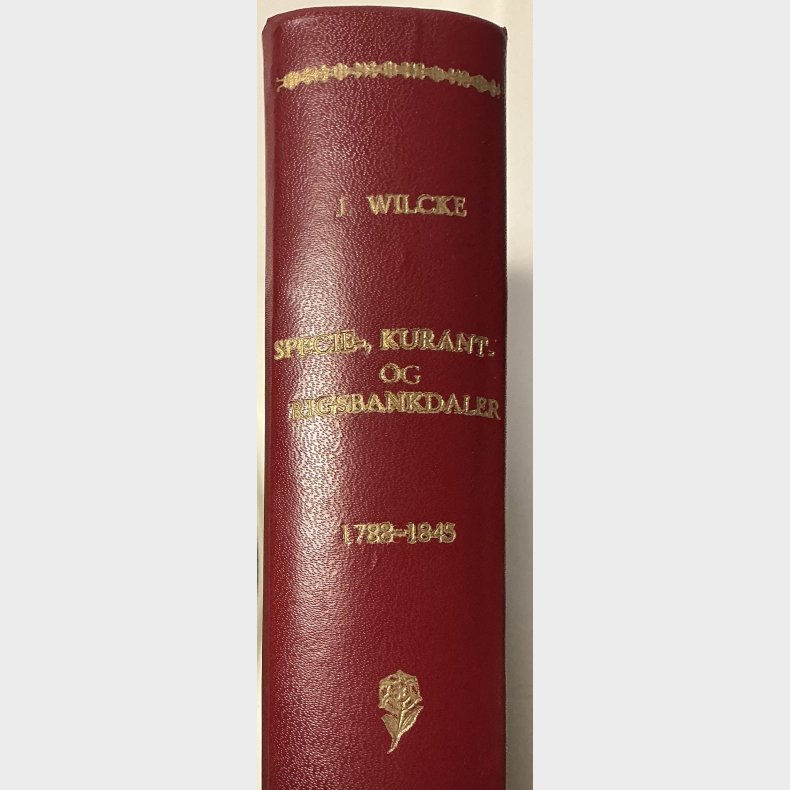 J WILCKE
SPECIE-, KURANT-
OG
RIGSBANKDALER
1788-1845